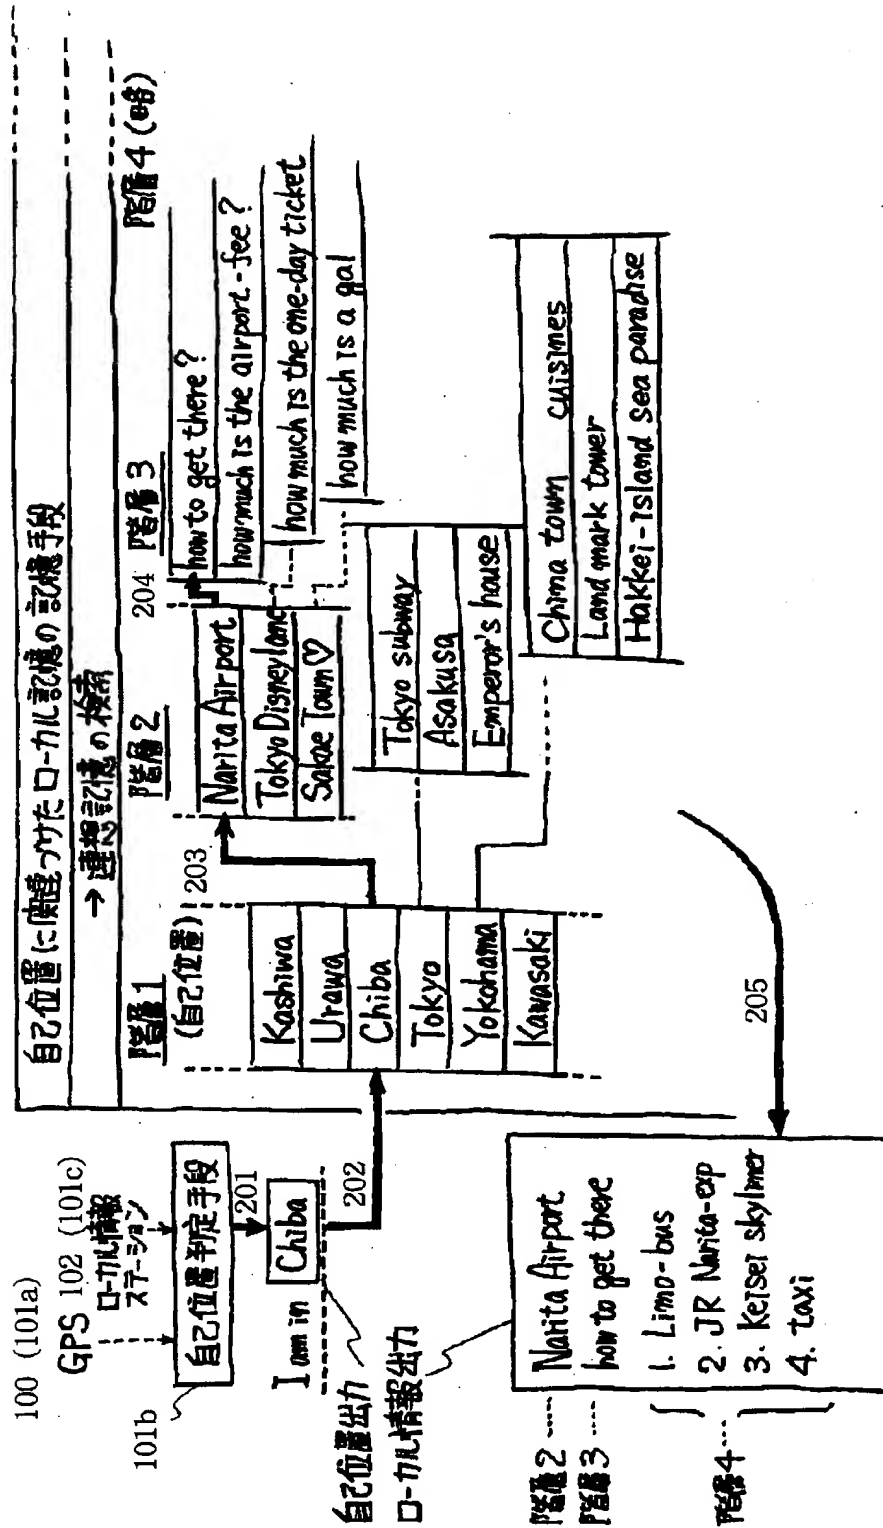 自己位置に関連づけたローカル記憶の記憶手段
→ 連想記憶の検索
階層1
(自己位置)
階層2
204
階層3
階層4(略)
Kashiwa
Urawa
Chiba
Tokyo
Yokohama
Kawasaki
203
Narita Airport
Tokyo Disneyland
Sakae Town♡
how to get there?
how much is the airport-fee?
how much is the one-day ticket
how much is a gal
Tokyo subway
Asakusa
Emperor's house
China town cuisines
Land mark tower
Hakkei-Island sea paradise
100 (101a)
GPS 102 (101c)
ローカル情報
ステーション
自己位置判定手段
101b
201
I am in Chiba
202
自己位置出力
ローカル情報出力
205
階層2 Narita Airport
階層3 how to get there
階層4
1. Limo-bus
2. JR Narita-exp
3. Keisei skyliner
4. taxi